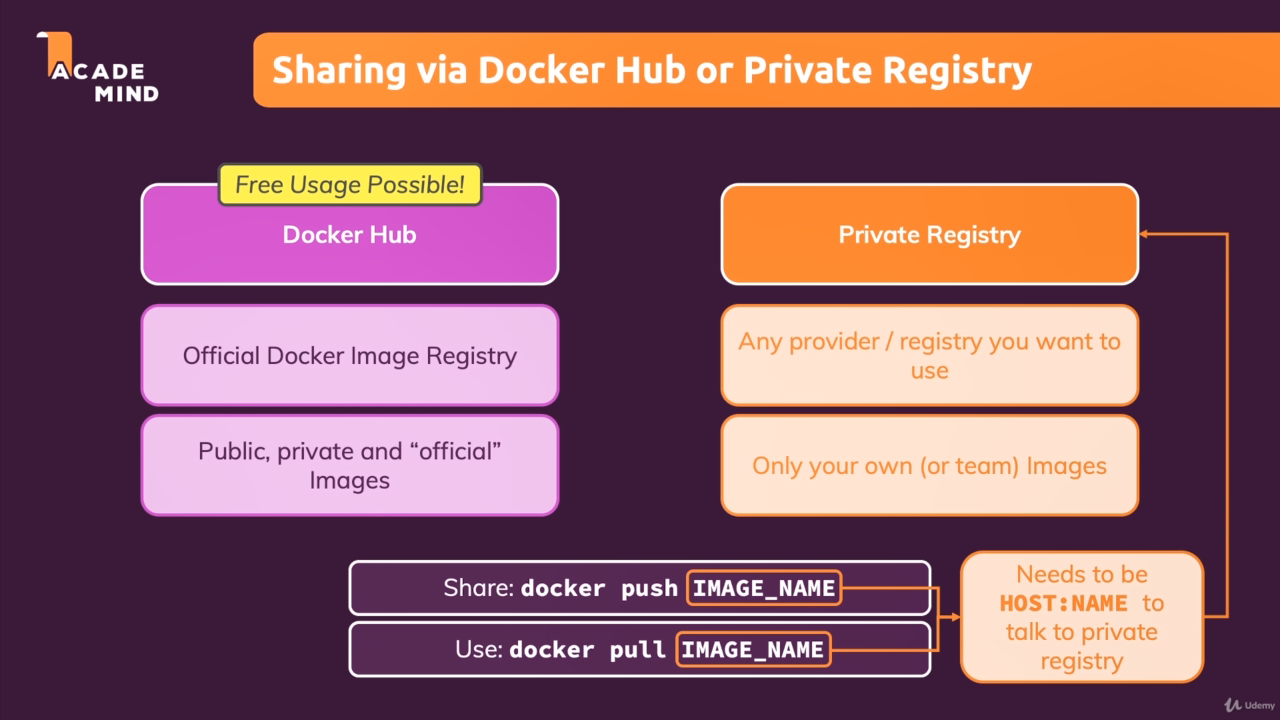 ACADE
MIND
Sharing via Docker Hub or Private Registry
Free Usage Possible!
Docker Hub
Private Registry
Official Docker Image Registry
Any provider / registry you want to
use
Public, private and “official”
Images
Only your own (or team) Images
Share: docker push IMAGE_NAME
Use: docker pull IMAGE_NAME
Needs to be
HOST:NAME to
talk to private
registry
Udemy